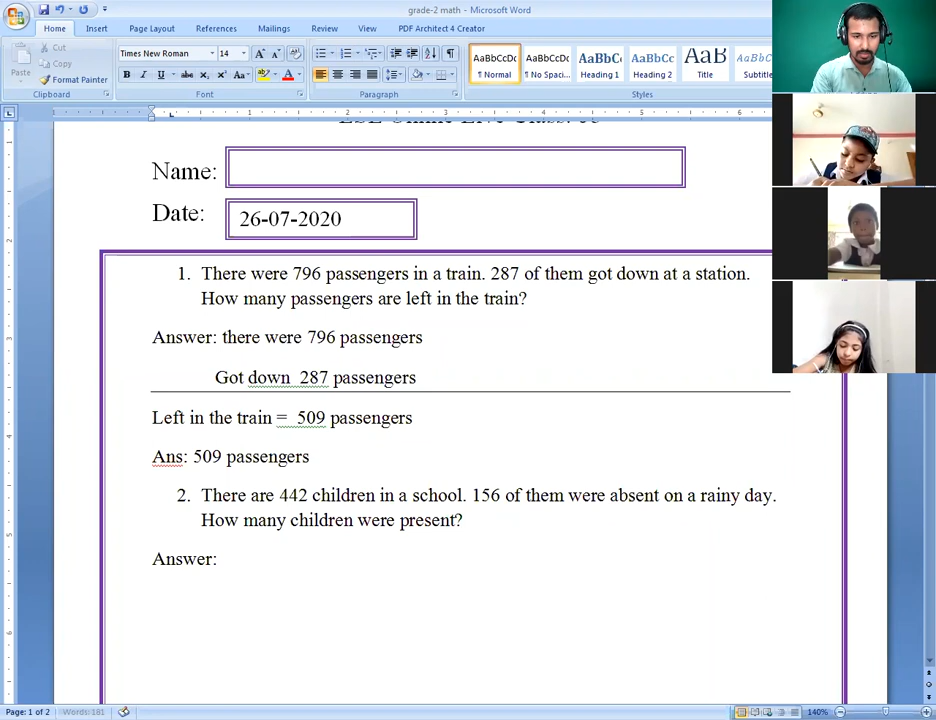 grade-2 math - Microsoft Word
Home Insert Page Layout References Mailings Review View PDF Architect 4 Creator
Cut
Copy
Format Painter
Paste
Clipboard
Times New Roman 14
Font
Paragraph
AaBbCcDc AaBbCcDc AaBbC AaBbCc AaB AaBbCc
¶ Normal ¶ No Spaci... Heading 1 Heading 2 Title Subtitle
Styles
Name:
Date: 26-07-2020
1. There were 796 passengers in a train. 287 of them got down at a station.
How many passengers are left in the train?
Answer: there were 796 passengers
Got down 287 passengers
Left in the train = 509 passengers
Ans: 509 passengers
2. There are 442 children in a school. 156 of them were absent on a rainy day.
How many children were present?
Answer:
Page: 1 of 2 Words: 181 140%